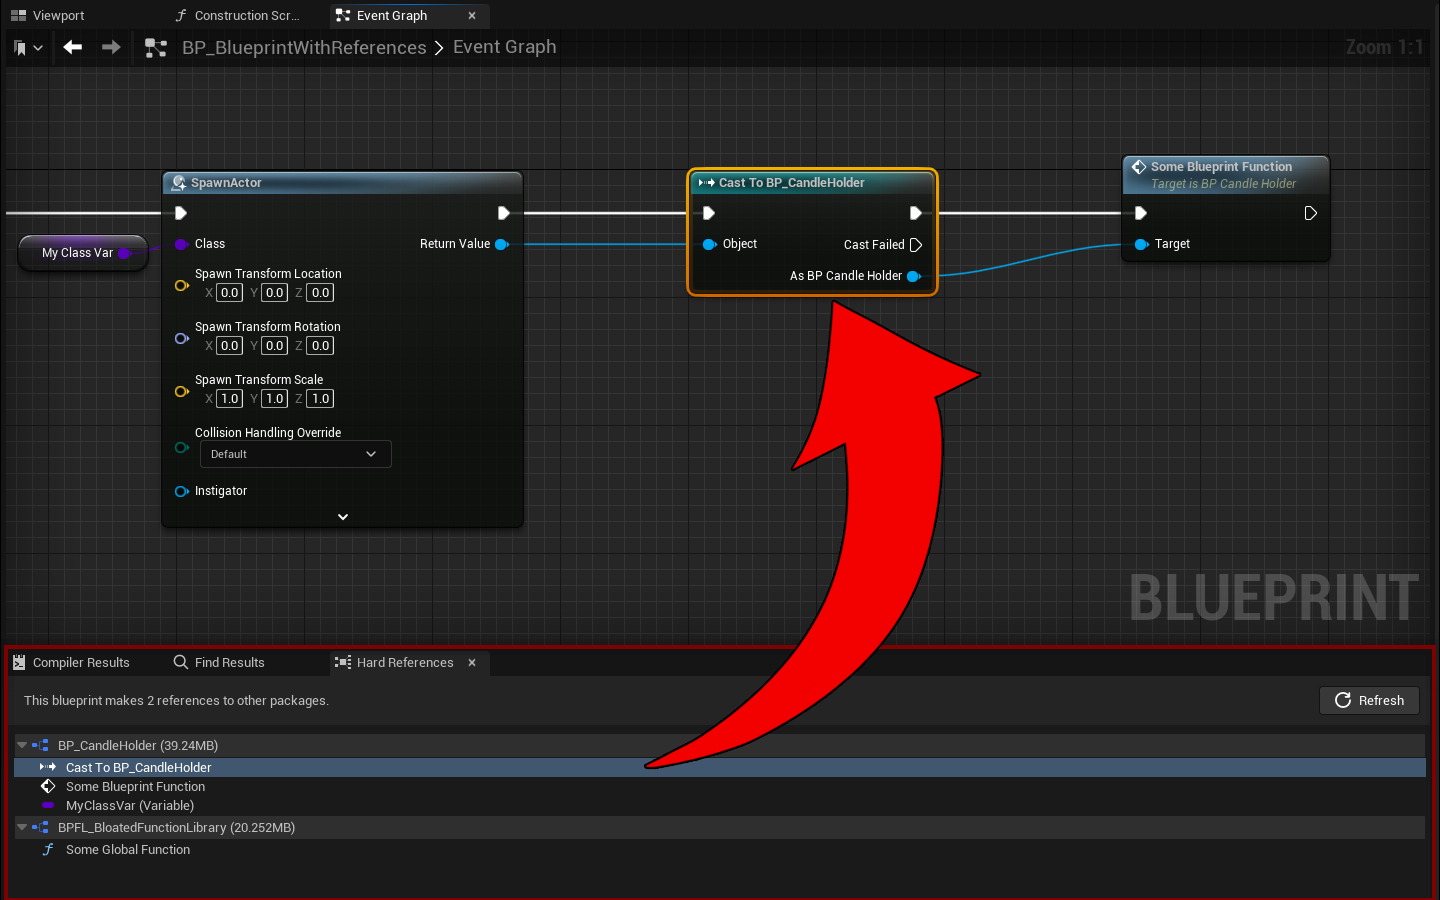 Viewport
Construction Scr...
Event Graph
BP_BlueprintWithReferences > Event Graph
Zoom 1:1
SpawnActor
My Class Var
Class
Return Value
Spawn Transform Location
X 0.0 Y 0.0 Z 0.0
Spawn Transform Rotation
X 0.0 Y 0.0 Z 0.0
Spawn Transform Scale
X 1.0 Y 1.0 Z 1.0
Collision Handling Override
Default
Instigator
Cast To BP_CandleHolder
Object
Cast Failed
As BP Candle Holder
Some Blueprint Function
Target is BP Candle Holder
Target
BLUEPRINT
Compiler Results
Find Results
Hard References
This blueprint makes 2 references to other packages.
Refresh
BP_CandleHolder (39.24MB)
Cast To BP_CandleHolder
Some Blueprint Function
MyClassVar (Variable)
BPFL_BloatedFunctionLibrary (20.252MB)
Some Global Function